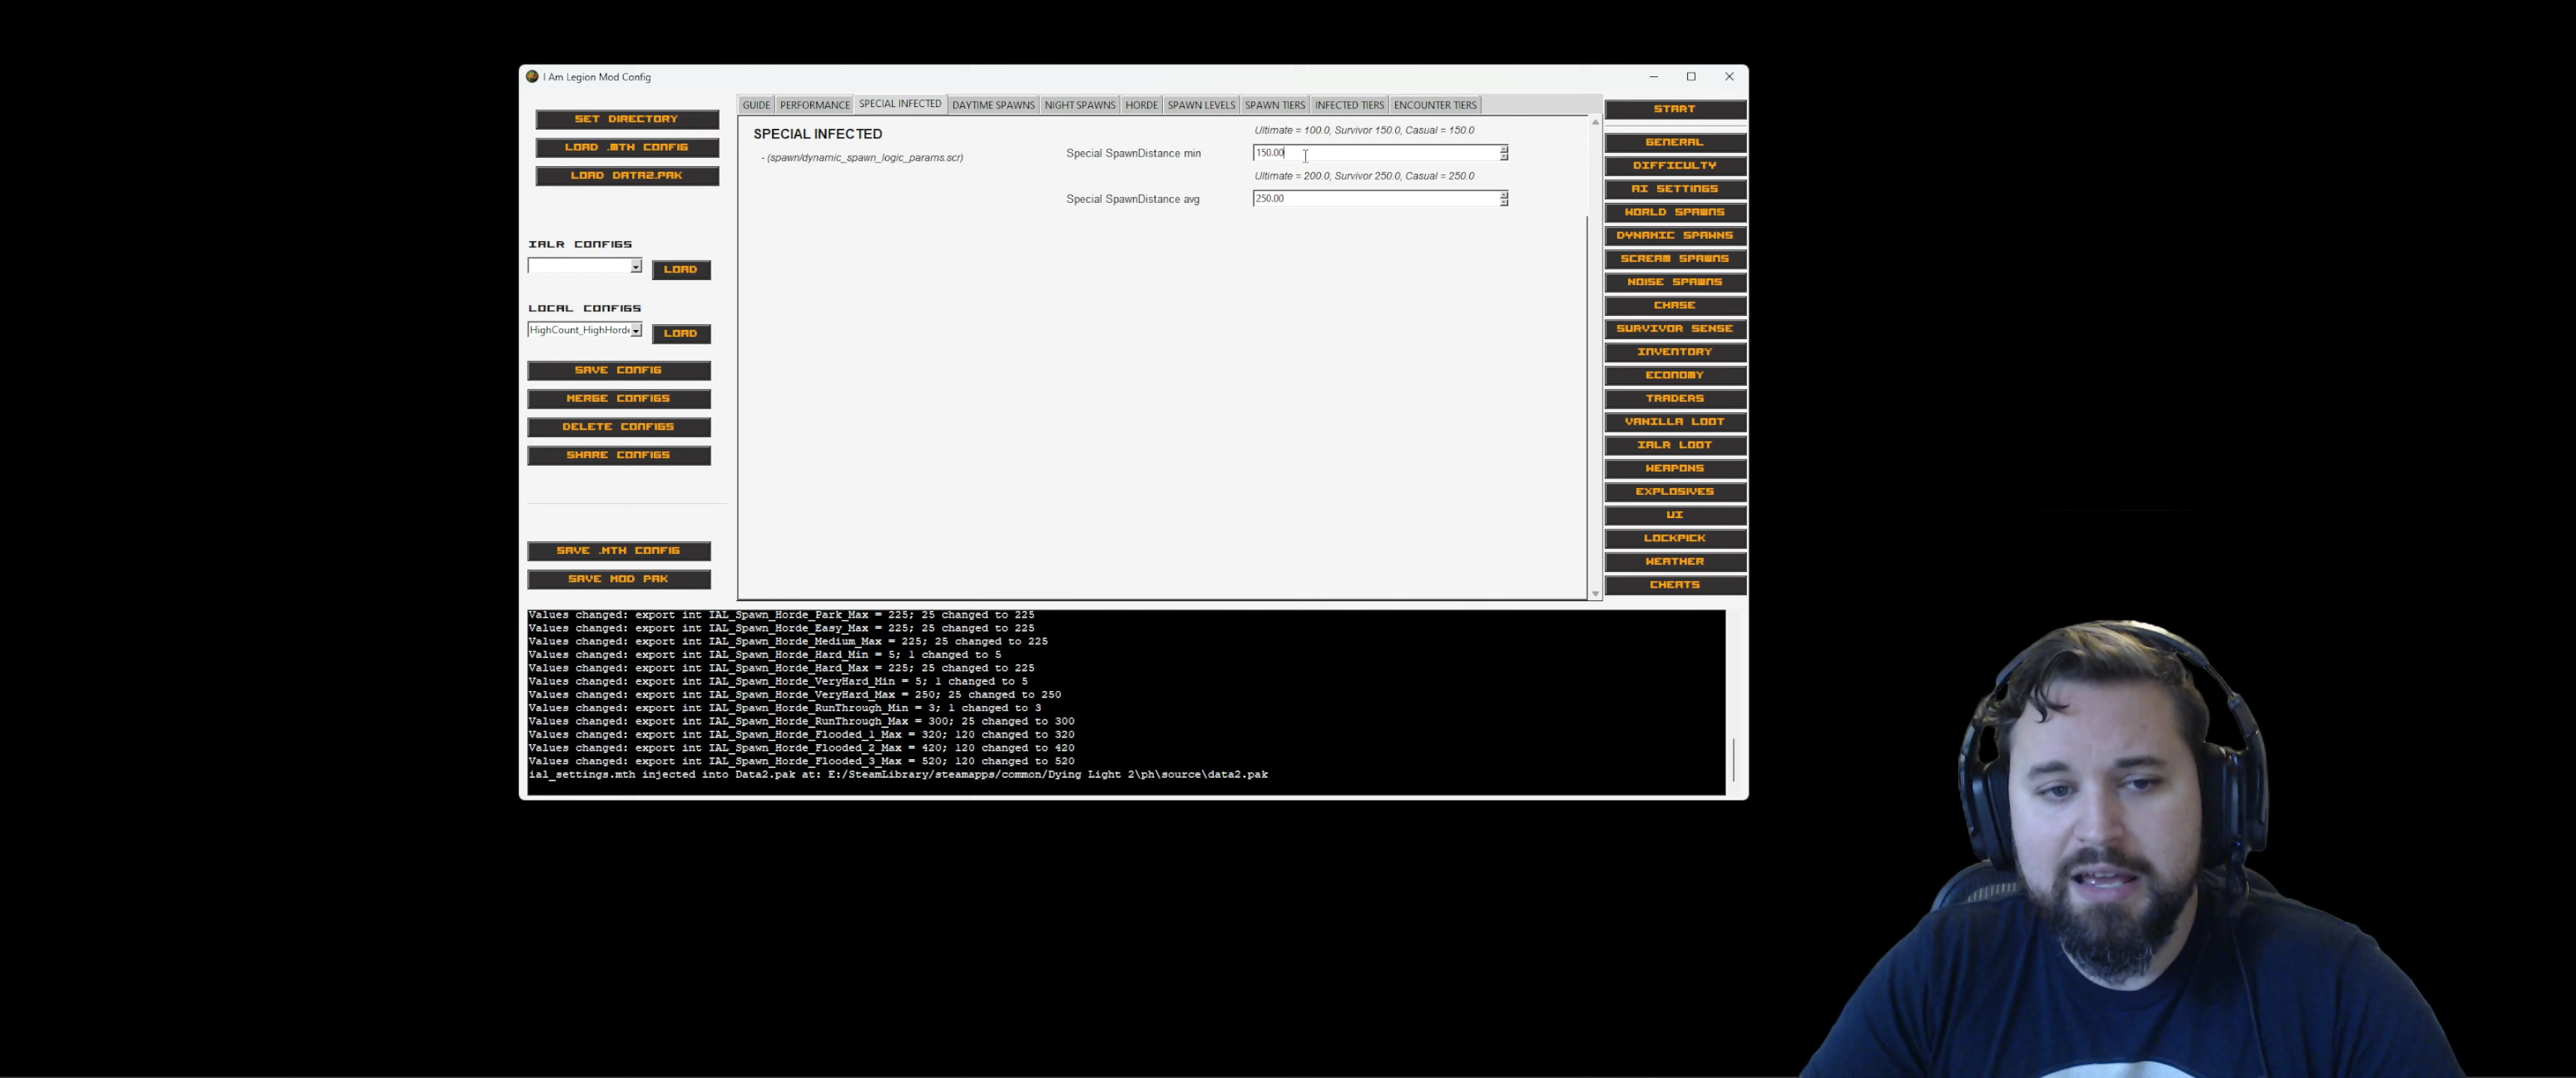 I Am Legion Mod Config
SET DIRECTORY
LOAD .MTH CONFIG
LOAD DATA2.PAK
IALR CONFIGS
LOAD
LOCAL CONFIGS
HighCount_HighHorde
LOAD
SAVE CONFIG
MERGE CONFIGS
DELETE CONFIGS
SHARE CONFIGS
SAVE .MTH CONFIG
SAVE MOD PAK
GUIDE PERFORMANCE SPECIAL INFECTED DAYTIME SPAWNS NIGHT SPAWNS HORDE SPAWN LEVELS SPAWN TIERS INFECTED TIERS ENCOUNTER TIERS
SPECIAL INFECTED
- (spawn/dynamic_spawn_logic_params.scr)
Ultimate = 100.0, Survivor 150.0, Casual = 150.0
Special SpawnDistance min 150.00
Ultimate = 200.0, Survivor 250.0, Casual = 250.0
Special SpawnDistance avg 250.00
START
GENERAL
DIFFICULTY
AI SETTINGS
WORLD SPAWNS
DYNAMIC SPAWNS
SCREAM SPAWNS
NOISE SPAWNS
CHASE
SURVIVOR SENSE
INVENTORY
ECONOMY
TRADERS
VANILLA LOOT
IALR LOOT
WEAPONS
EXPLOSIVES
UI
LOCKPICK
WEATHER
CHEATS
Values changed: export int IAL_Spawn_Horde_Park_Max = 225; 25 changed to 225
Values changed: export int IAL_Spawn_Horde_Easy_Max = 225; 25 changed to 225
Values changed: export int IAL_Spawn_Horde_Medium_Max = 225; 25 changed to 225
Values changed: export int IAL_Spawn_Horde_Hard_Min = 5; 1 changed to 5
Values changed: export int IAL_Spawn_Horde_Hard_Max = 225; 25 changed to 225
Values changed: export int IAL_Spawn_Horde_VeryHard_Min = 5; 1 changed to 5
Values changed: export int IAL_Spawn_Horde_VeryHard_Max = 250; 25 changed to 250
Values changed: export int IAL_Spawn_Horde_RunThrough_Min = 3; 1 changed to 3
Values changed: export int IAL_Spawn_Horde_RunThrough_Max = 300; 25 changed to 300
Values changed: export int IAL_Spawn_Horde_Flooded_1_Max = 320; 120 changed to 320
Values changed: export int IAL_Spawn_Horde_Flooded_2_Max = 420; 120 changed to 420
Values changed: export int IAL_Spawn_Horde_Flooded_3_Max = 520; 120 changed to 520
ial_settings.mth injected into Data2.pak at: E:/SteamLibrary/steamapps/common/Dying Light 2\ph\source\data2.pak